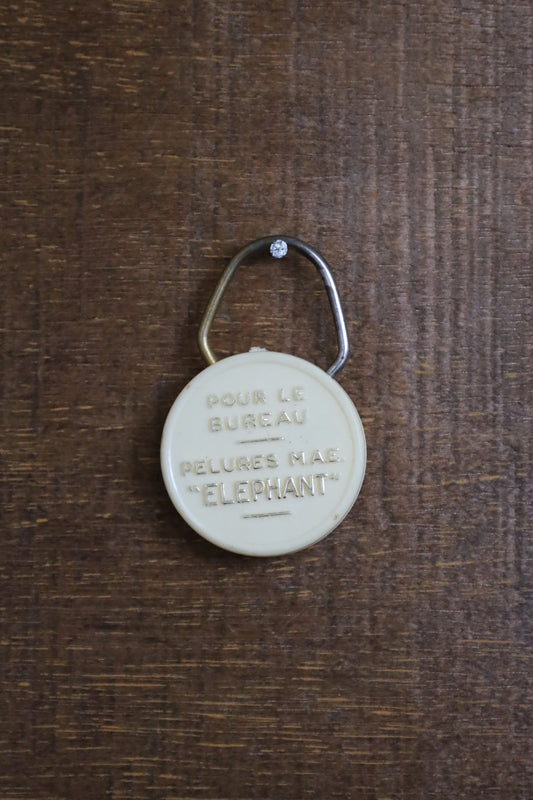 POUR LE
BUREAU
PELURES M.A.E.
"ELEPHANT"